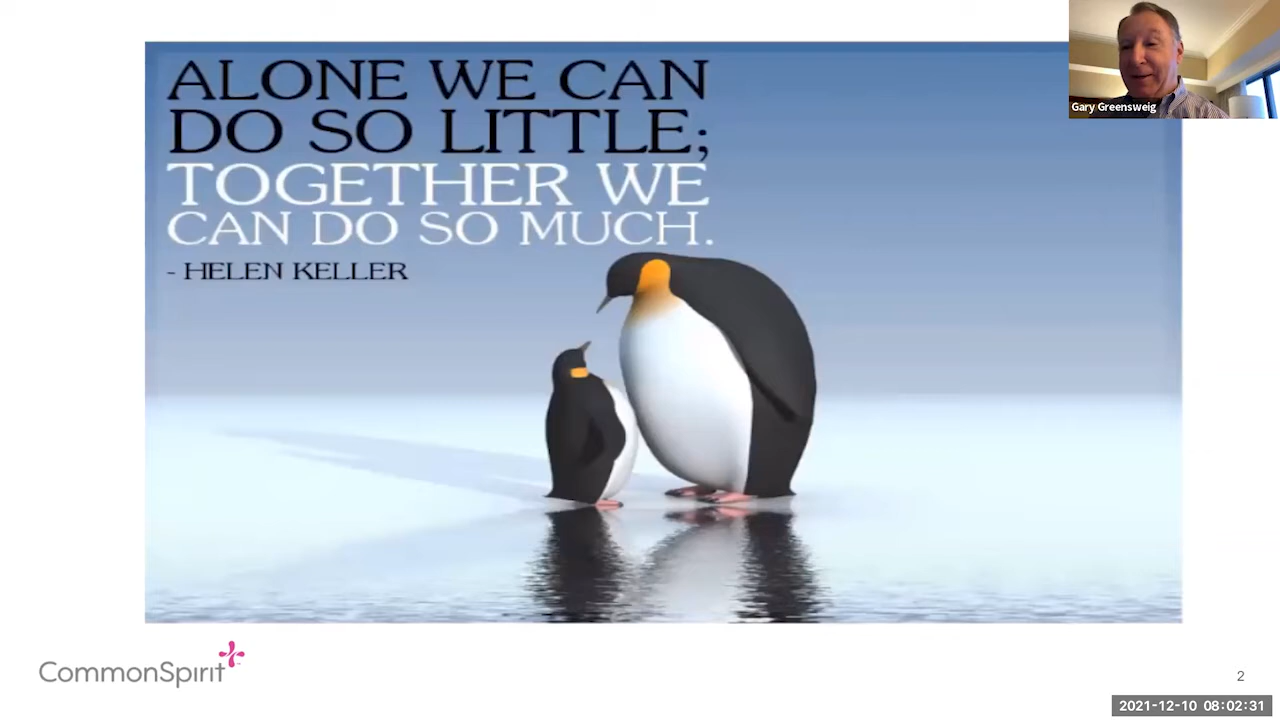 ALONE WE CAN
DO SO LITTLE;
TOGETHER WE
CAN DO SO MUCH.
- HELEN KELLER
Gary Greensweig
CommonSpirit
2
2021-12-10 08:02:31